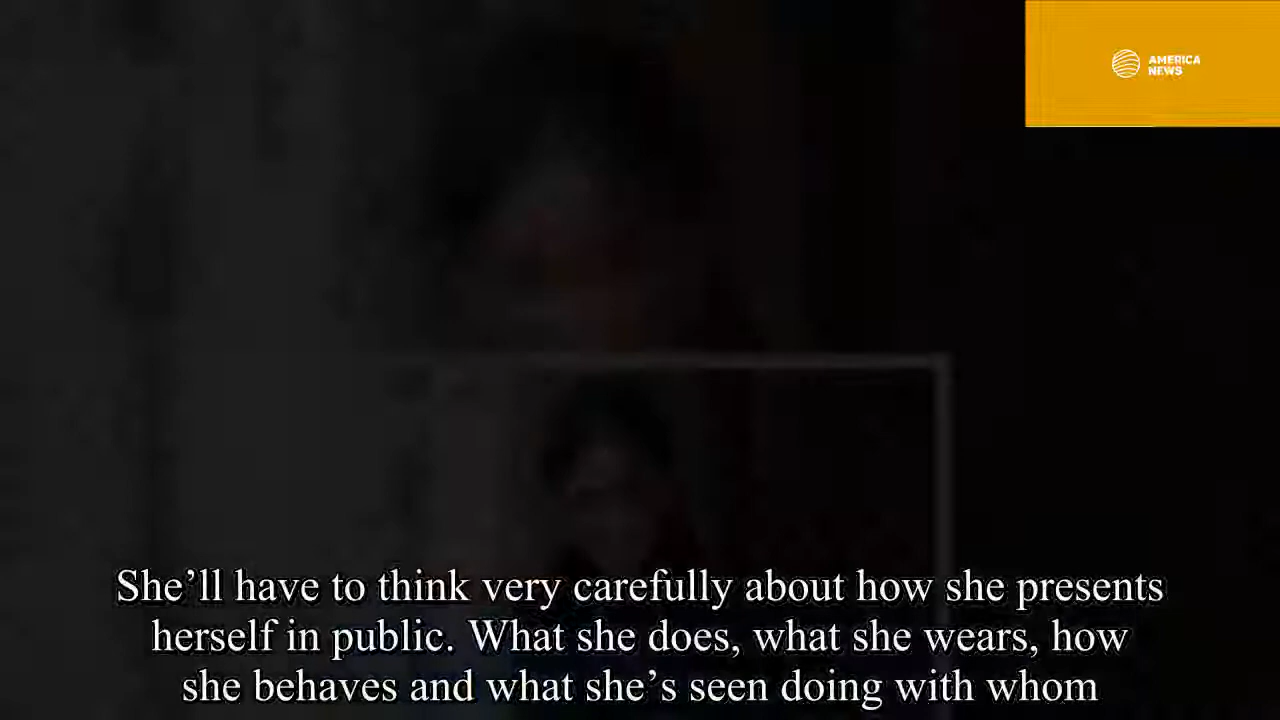 AMERICA
NEWS
She’ll have to think very carefully about how she presents
herself in public. What she does, what she wears, how
she behaves and what she’s seen doing with whom